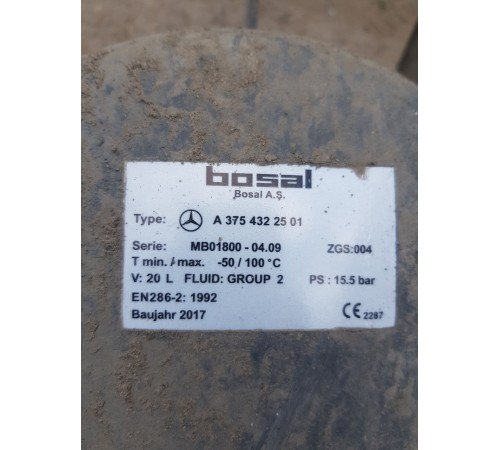 bosal
Bosal A.Ş.
Type: A 375 432 25 01
Serie: MB01800 - 04.09 ZGS:004
T min. / max. -50 / 100 °C
V: 20 L FLUID: GROUP 2 PS : 15.5 bar
EN286-2: 1992
Baujahr 2017 CE 2287